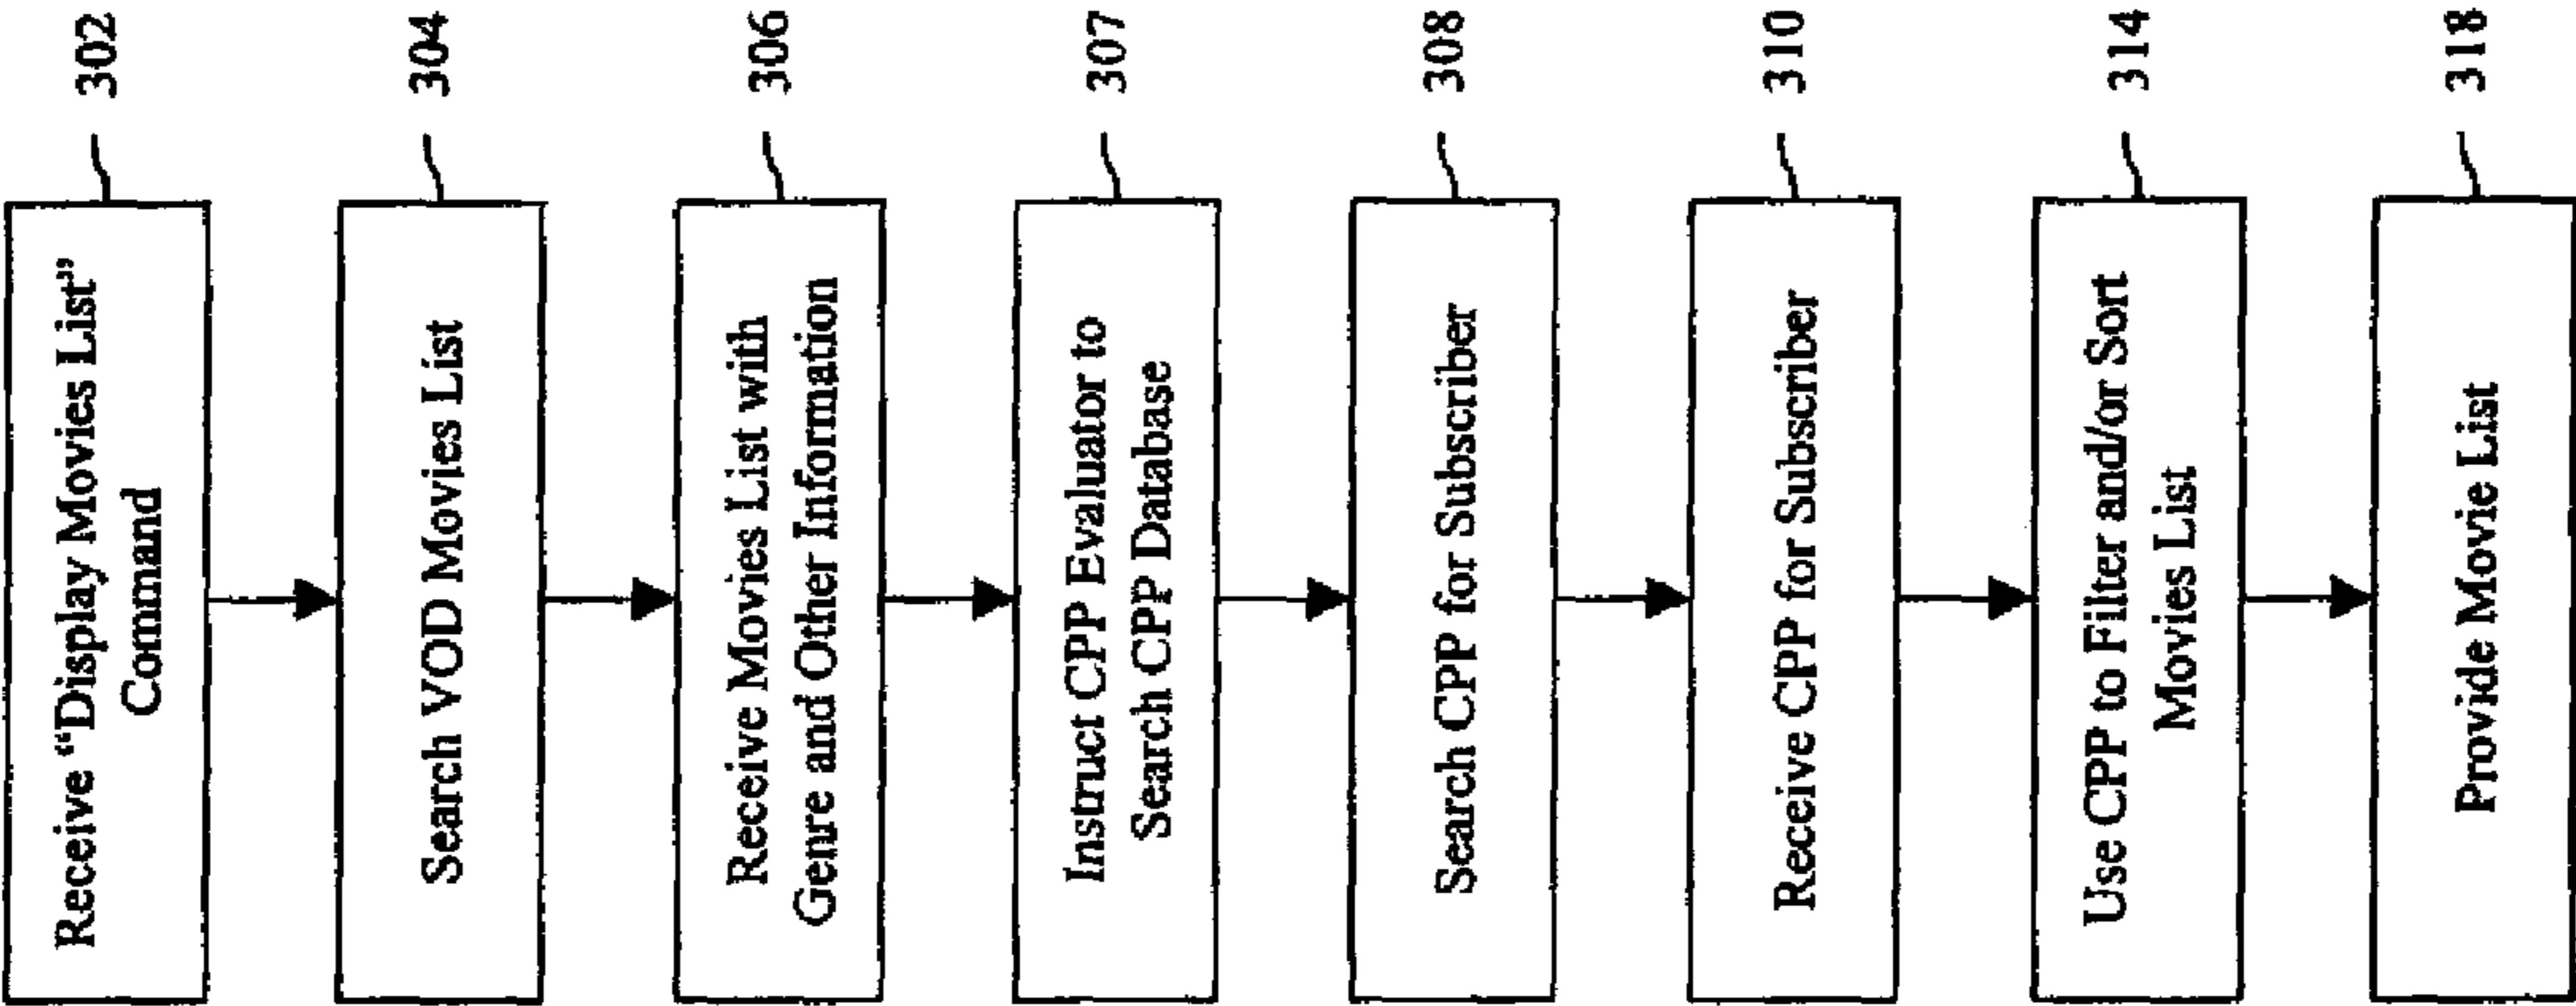 Receive “Display Movies List”
Command
302
Search VOD Movies List
304
Receive Movies List with
Genre and Other Information
306
Instruct CPP Evaluator to
Search CPP Database
307
Search CPP for Subscriber
308
Receive CPP for Subscriber
310
Use CPP to Filter and/or Sort
Movies List
314
Provide Movie List
318